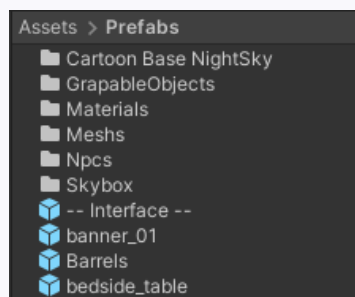 Assets > Prefabs
Cartoon Base NightSky
GrapableObjects
Materials
Meshs
Npcs
Skybox
-- Interface --
banner_01
Barrels
bedside_table